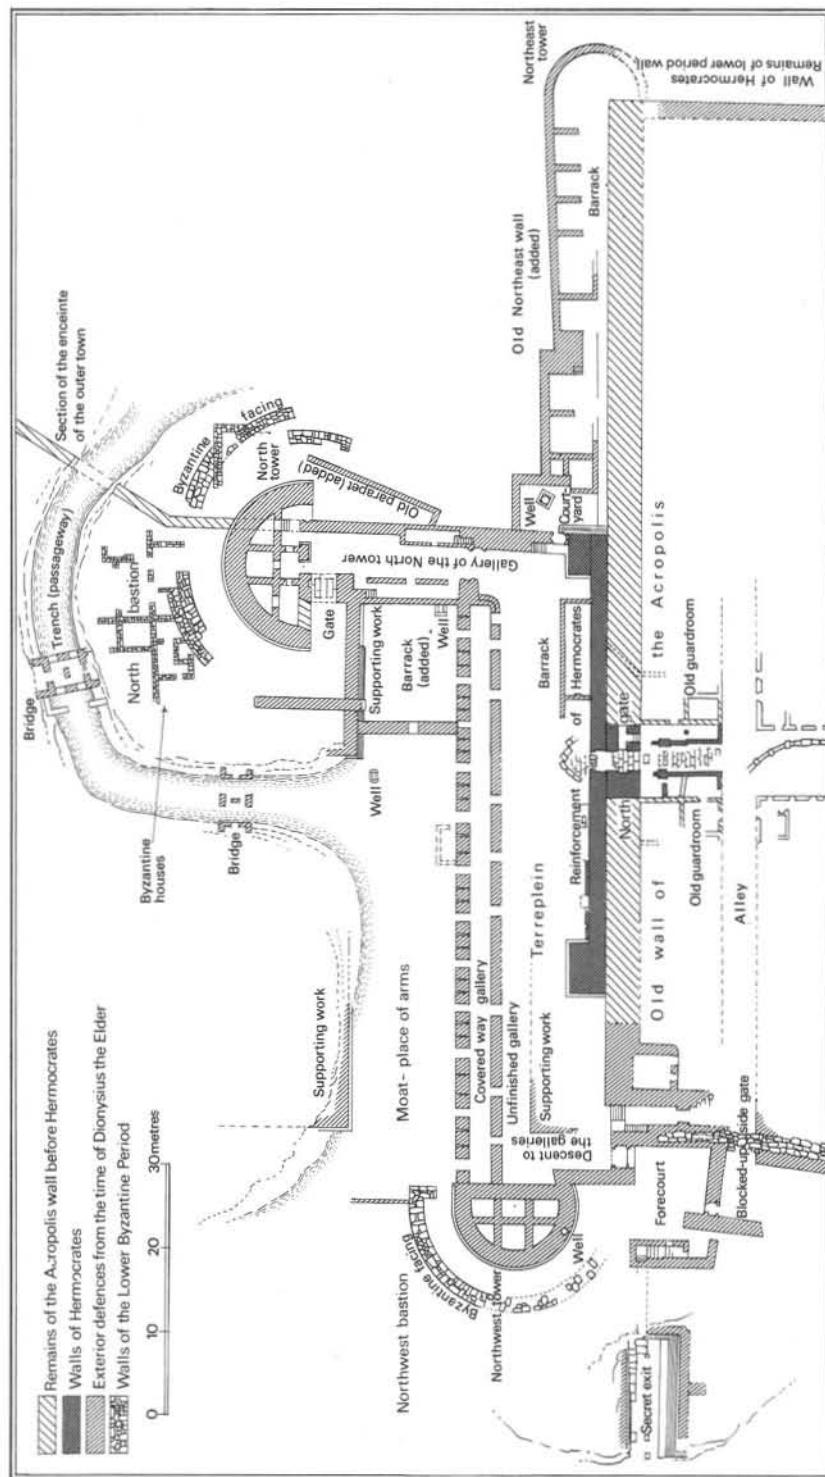 Remains of the Acropolis wall before Hermocrates
Walls of Hermocrates
Exterior defences from the time of Dionysius the Elder
Walls of the Lower Byzantine Period
0 10 20 30 metres
Section of the enceinte
of the outer town
Trench (passageway)
Bridge
North bastion
Byzantine
houses
Bridge
Byzantine facing
North
tower
Old parapet (added)
Gate
Gallery of the North tower
Supporting work
Barrack
(added)
Well
Well
Supporting work
Moat - place of arms
Covered way gallery
Unfinished gallery
Terreplein
Supporting work
Descent to
the galleries
Northwest bastion
Byzantine facing
Northwest tower
Well
Northeast
tower
Wall of Hermocrates
Remains of lower period wall
Old Northeast wall
(added)
Barrack
Well
Court-
yard
Barrack
Reinforcement of Hermocrates
North gate
Old wall of the Acropolis
Old guardroom
Old guardroom
Alley
Forecourt
Blocked-up side gate
Secret exit